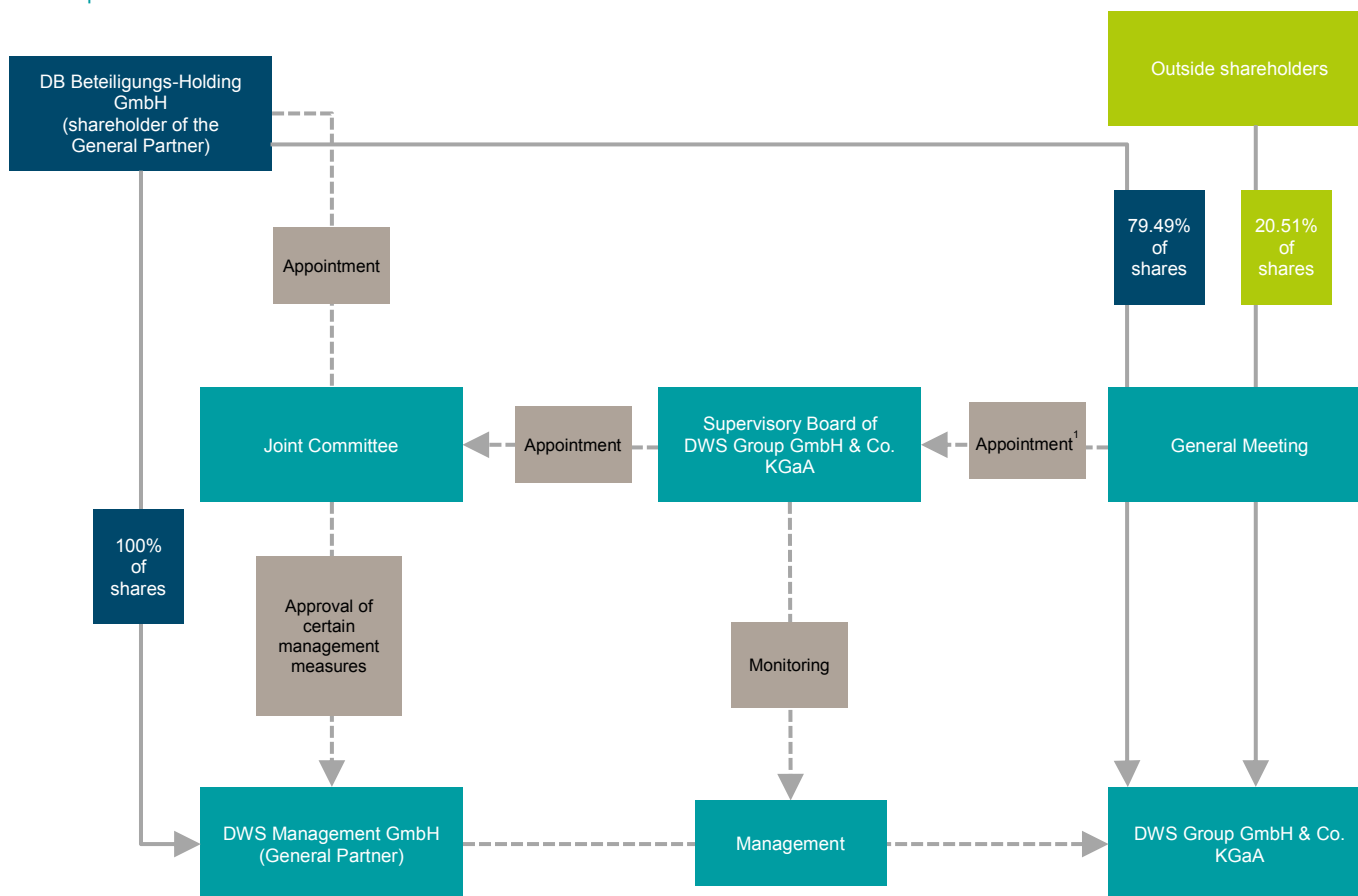 DB Beteiligungs-Holding
GmbH
(shareholder of the
General Partner)
Outside shareholders
79.49%
of
shares
20.51%
of
shares
Appointment
Joint Committee
Appointment
Supervisory Board of
DWS Group GmbH & Co.
KGaA
Appointment¹
General Meeting
100%
of
shares
Approval of
certain
management
measures
Monitoring
DWS Management GmbH
(General Partner)
Management
DWS Group GmbH & Co.
KGaA